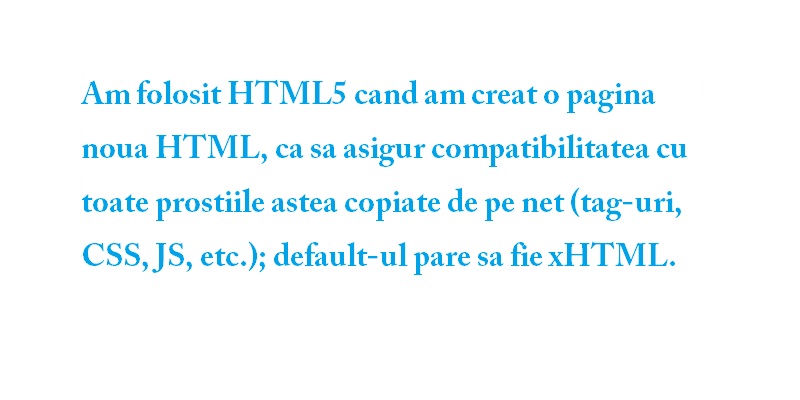 Am folosit HTML5 cand am creat o pagina
noua HTML, ca sa asigur compatibilitatea cu
toate prostiile astea copiate de pe net (tag-uri,
CSS, JS, etc.); default-ul pare sa fie xHTML.